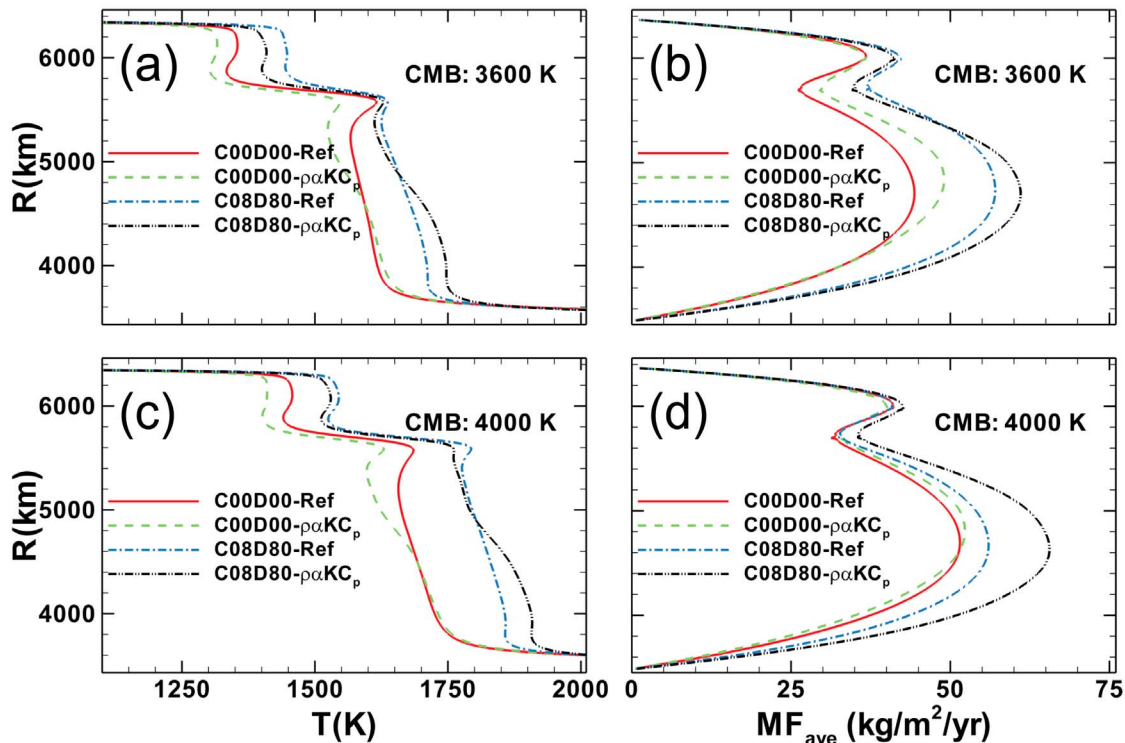 (a)
CMB: 3600 K
C00D00-Ref
C00D00-ραKCp
C08D80-Ref
C08D80-ραKCp
6000
5000
4000
R(km)
(b)
CMB: 3600 K
C00D00-Ref
C00D00-ραKCp
C08D80-Ref
C08D80-ραKCp
(c)
CMB: 4000 K
C00D00-Ref
C00D00-ραKCp
C08D80-Ref
C08D80-ραKCp
6000
5000
4000
R(km)
1250 1500 1750 2000
T(K)
(d)
CMB: 4000 K
C00D00-Ref
C00D00-ραKCp
C08D80-Ref
C08D80-ραKCp
0 25 50 75
MFave (kg/m²/yr)